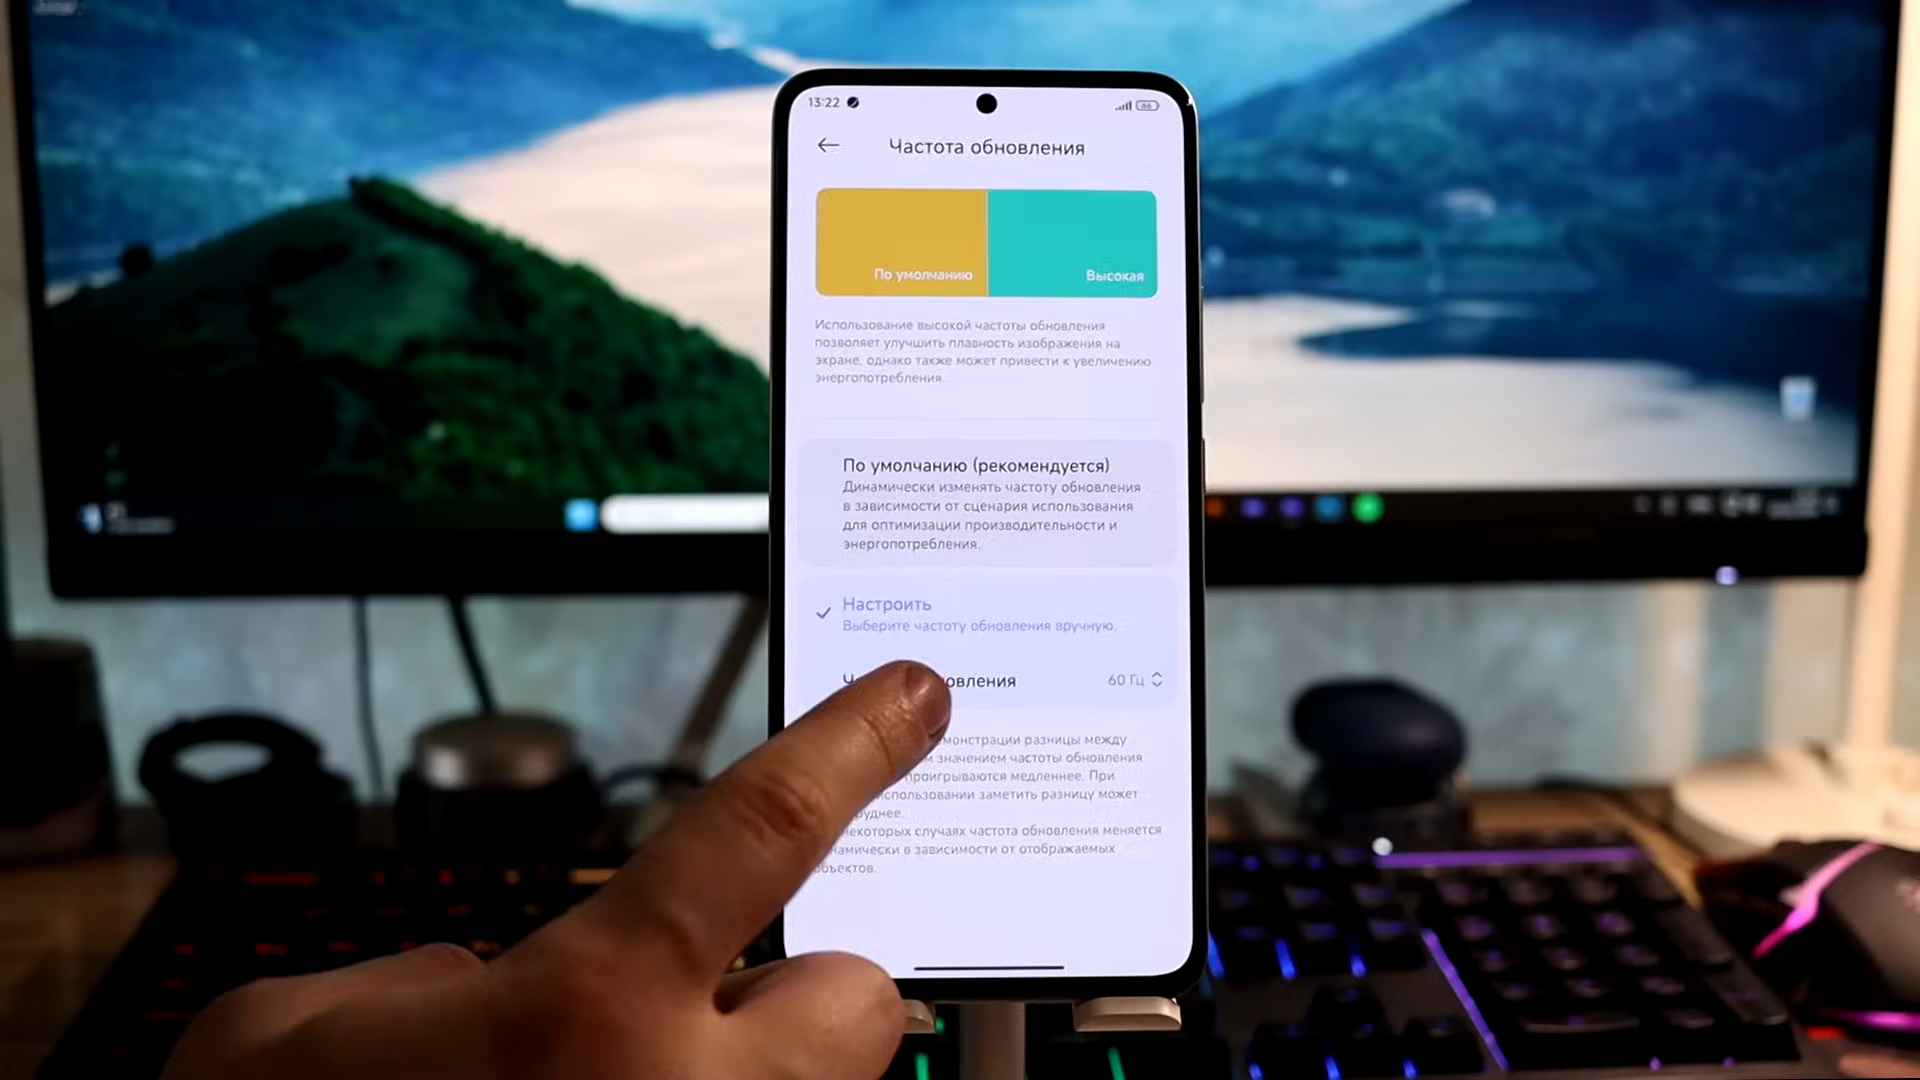 13:22
86
Частота обновления
По умолчанию
Высокая
Использование высокой частоты обновления
позволяет улучшить плавность изображения на
экране, однако также может привести к увеличению
энергопотребления.
По умолчанию (рекомендуется)
Динамически изменять частоту обновления
в зависимости от сценария использования
для оптимизации производительности и
энергопотребления.
Настроить
Выберите частоту обновления вручную.
Ч овления
60 Гц
монстрации разницы между
м значением частоты обновления
проигрываются медленнее. При
спользовании заметить разницу может
руднее.
некоторых случаях частота обновления меняется
намически в зависимости от отображаемых
объектов.